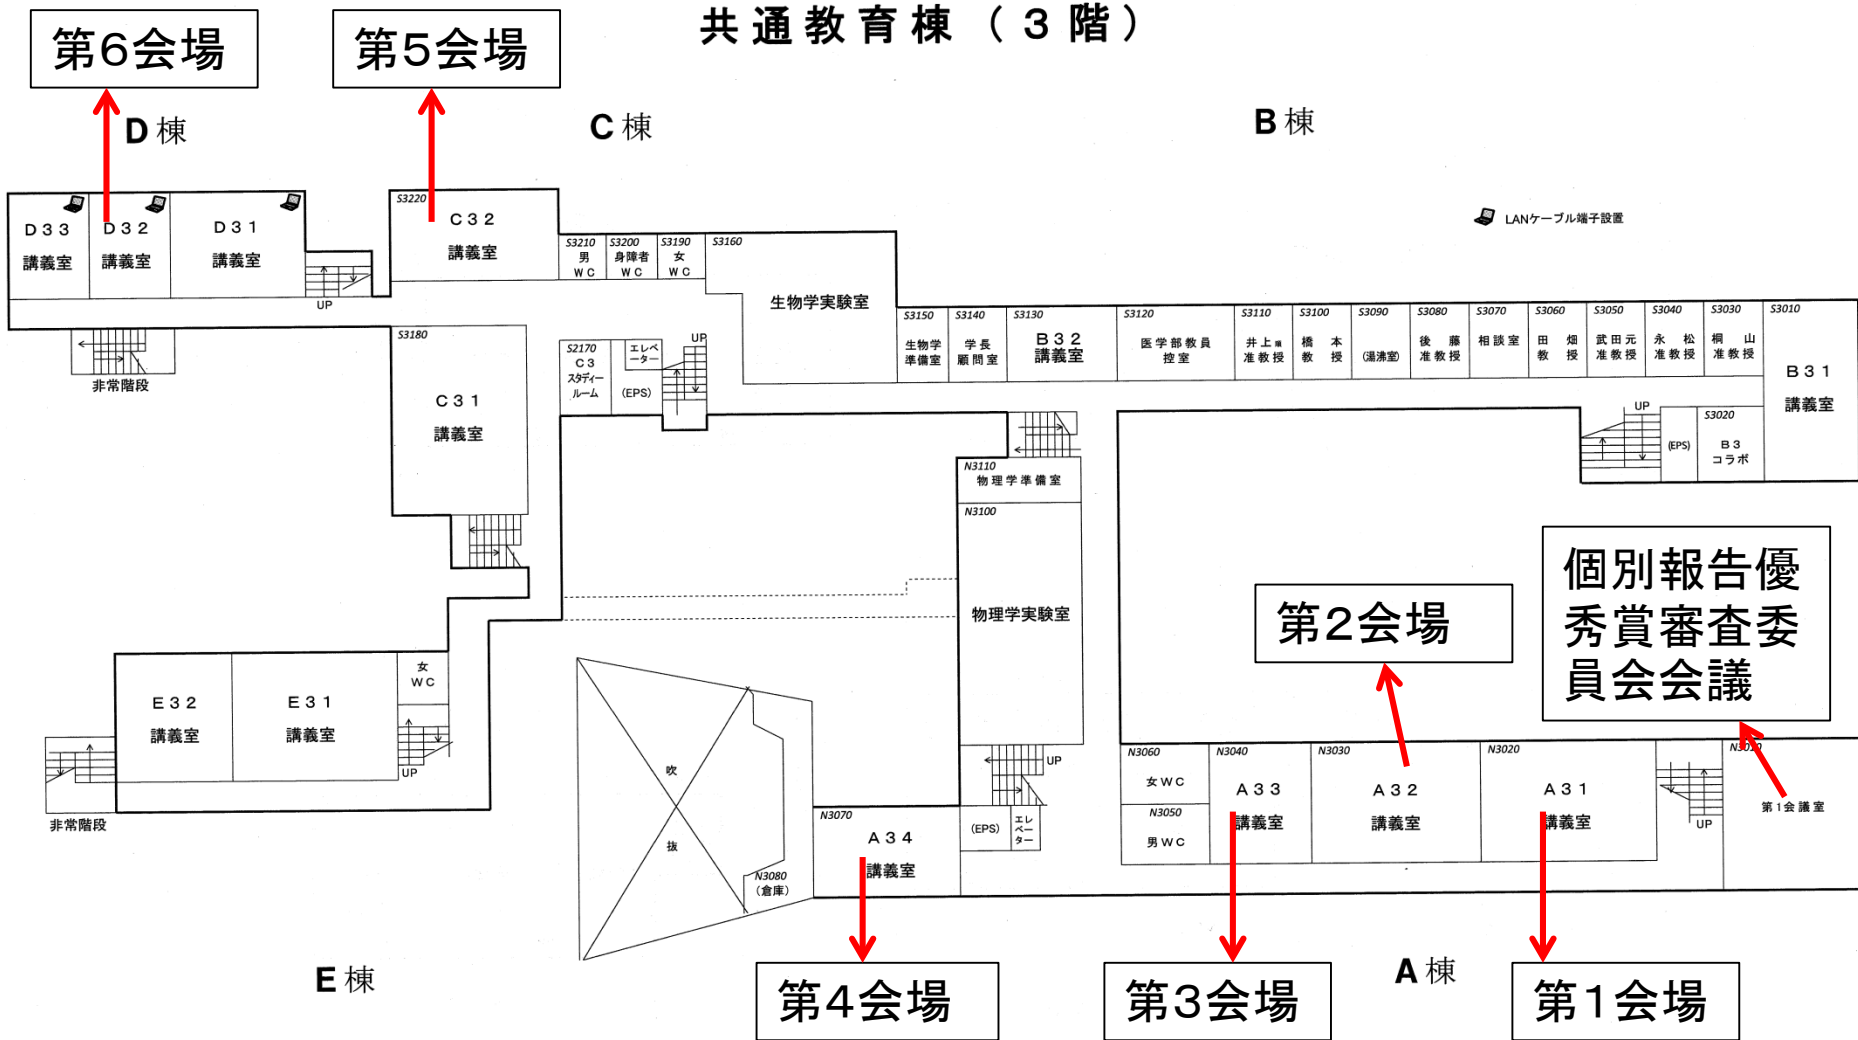 共通教育棟（３階）
第６会場
第５会場
D棟
C棟
B棟
LANケーブル端子設置
D３３
講義室
D３２
講義室
D３１
講義室
UP
非常階段
S3220
C３２
講義室
S3210
男
ＷＣ
S3200
身障者
ＷＣ
S3190
女
ＷＣ
S3160
生物学実験室
S3150
生物学
準備室
S3140
学長
顧問室
S3130
B３２
講義室
S3120
医学部教員
控室
S3110
井上
准教授
S3100
橋本
教授
S3090
(湯沸室)
S3080
後藤
准教授
S3070
相談室
S3060
田畑
教授
S3050
武田元
准教授
S3040
永松
准教授
S3030
桐山
准教授
S3010
B３１
講義室
S3180
C３１
講義室
S2170
C３
スタディー
ルーム
エレベ
ーター
(EPS)
UP
UP
(EPS)
S3020
B３
コラボ
N3110
物理学準備室
N3100
物理学実験室
個別報告優
秀賞審査委
員会会議
第２会場
E３２
講義室
E３１
講義室
女
ＷＣ
UP
非常階段
吹
抜
N3080
（倉庫）
N3070
A３４
講義室
UP
(EPS)
エレ
ベー
ター
N3060
女ＷＣ
N3050
男ＷＣ
N3040
A３３
講義室
N3030
A３２
講義室
N3020
A３１
講義室
UP
N3010
第１会議室
E棟
A棟
第４会場
第３会場
第１会場